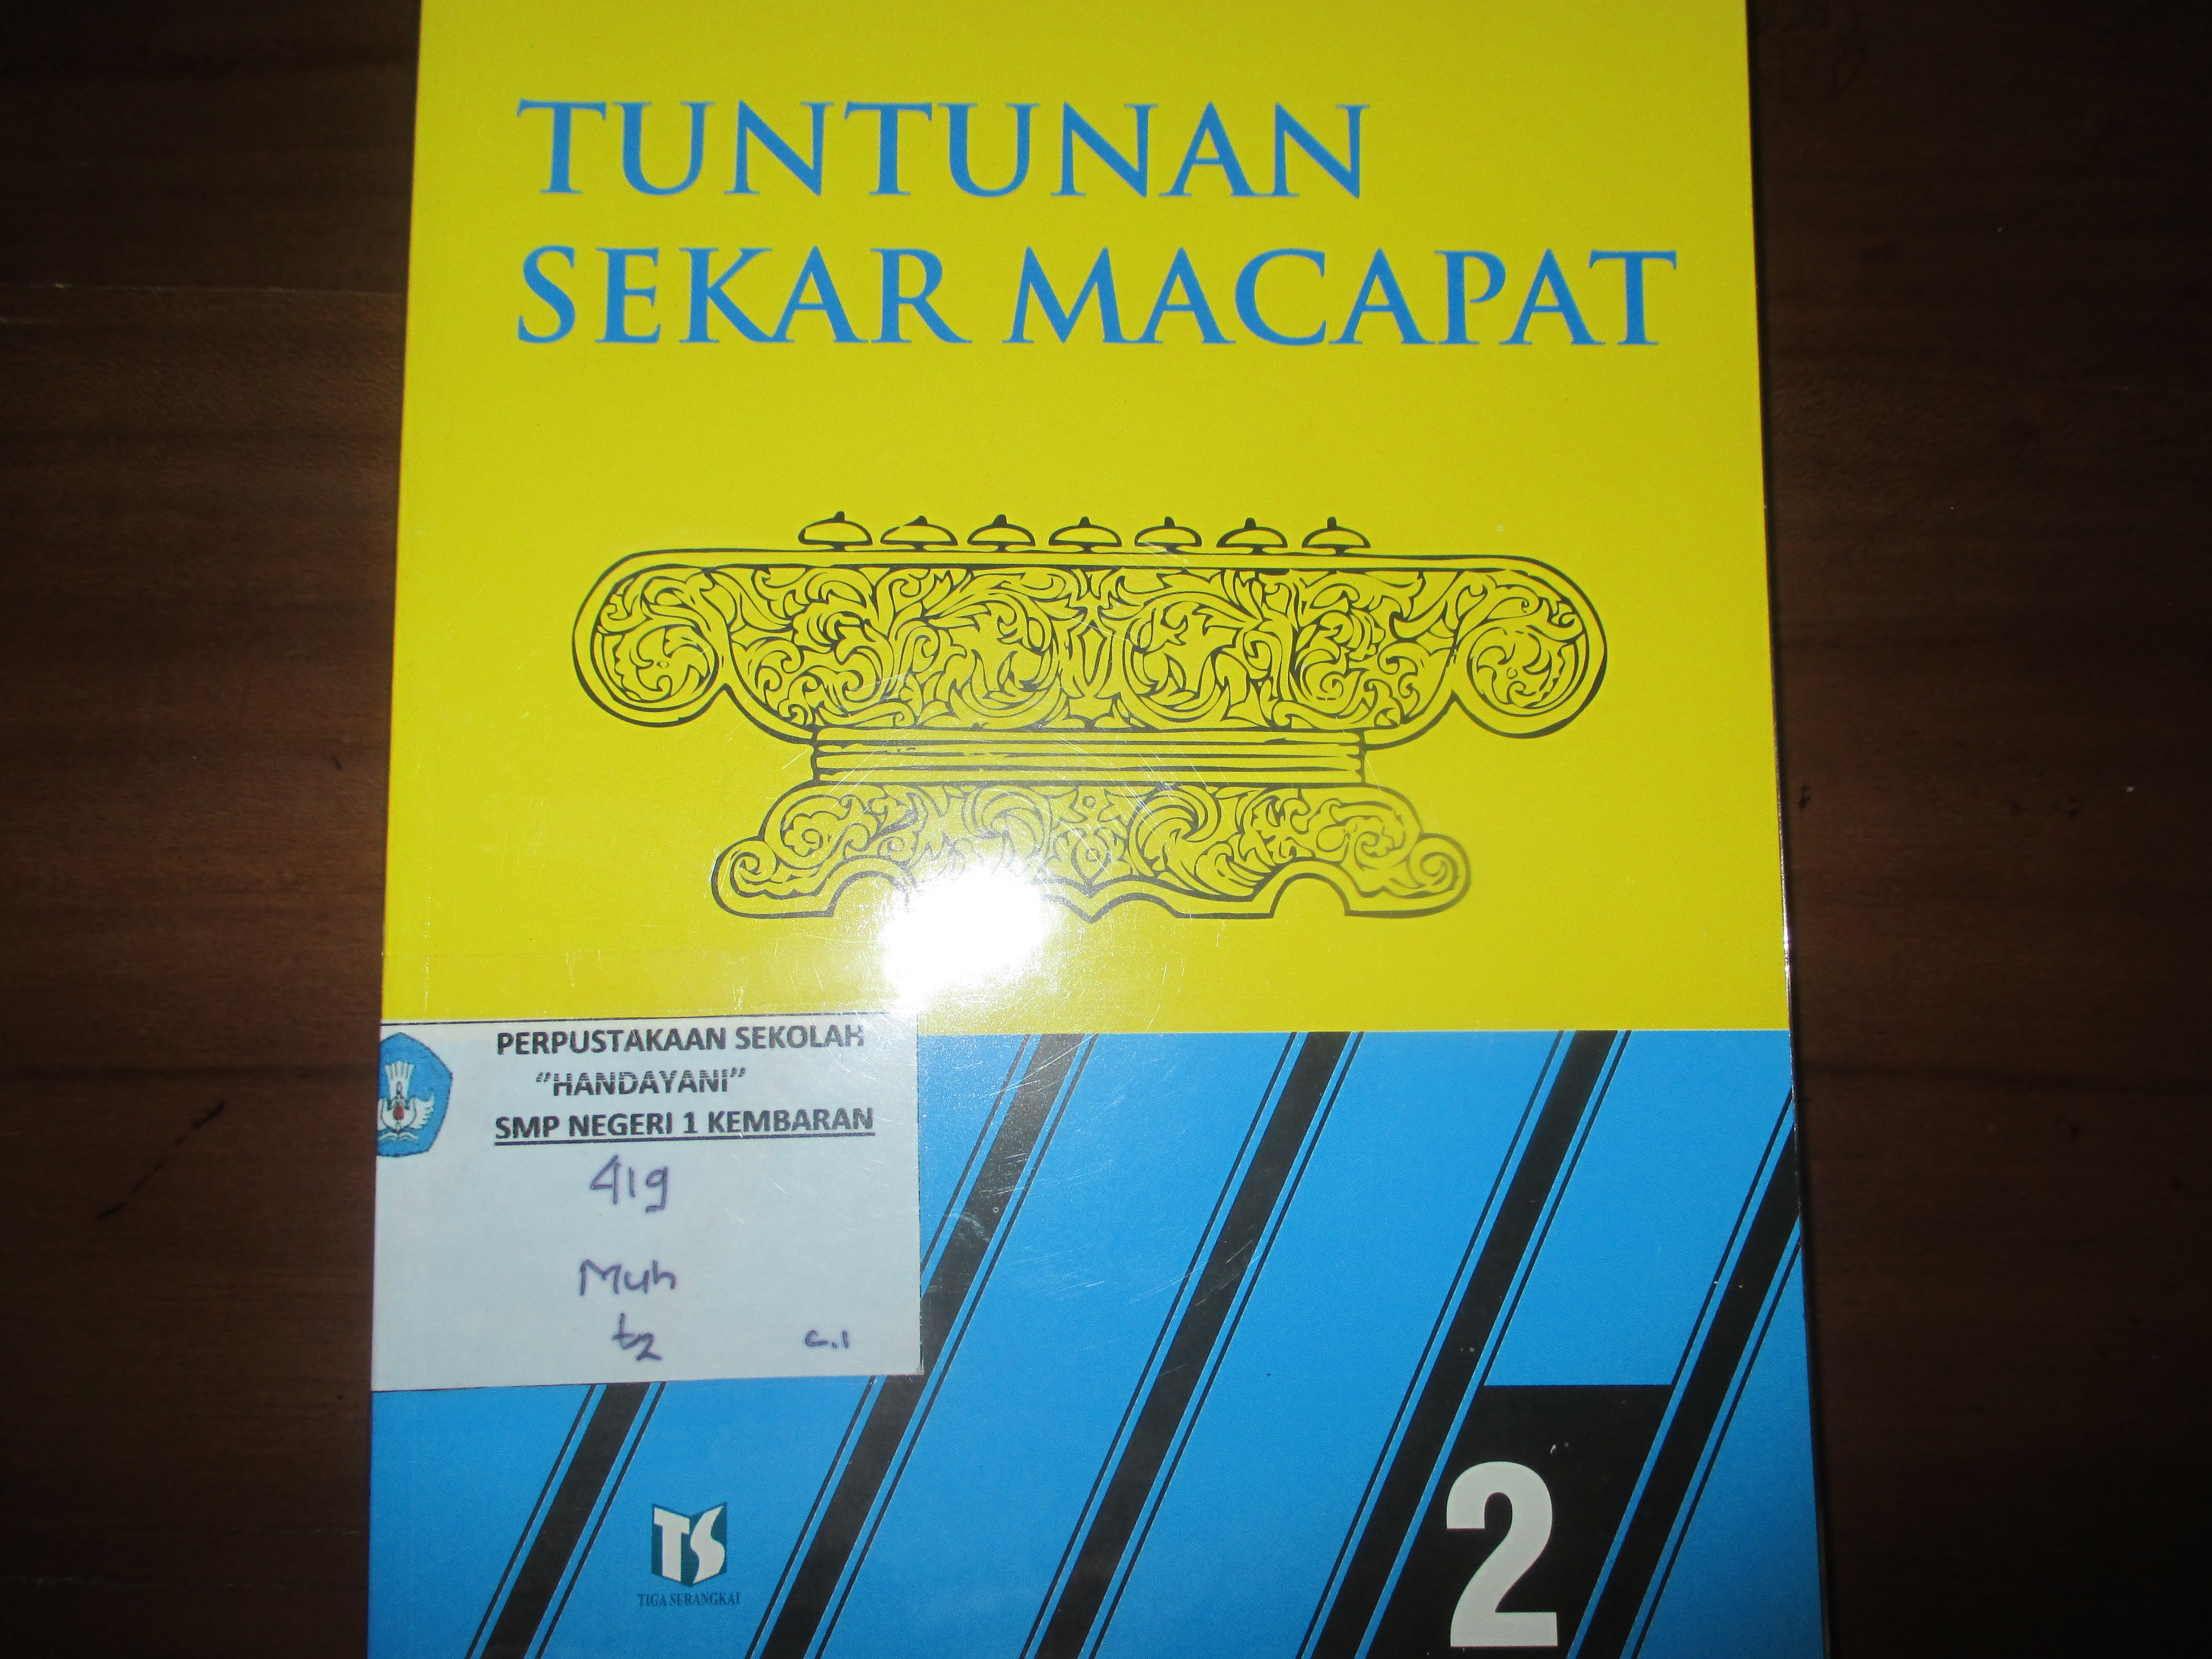 TUNTUNAN
SEKAR MACAPAT
PERPUSTAKAAN SEKOLAH
"HANDAYANI"
SMP NEGERI 1 KEMBARAN
419
Muh
t2 c.1
TS
TIGA SERANGKAI
2